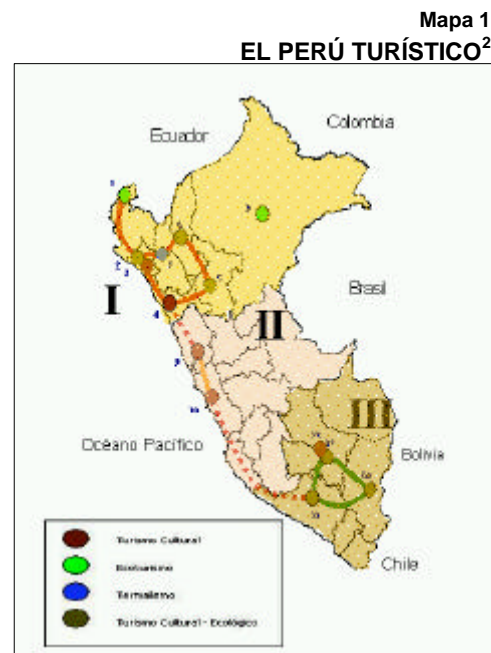 Mapa 1
EL PERÚ TURÍSTICO2
Ecuador
Colombia
Brasil
I
II
III
Océano Pacífico
Bolivia
Chile
Turismo Cultural
Ecoturismo
Termalismo
Turismo Cultural - Ecológico